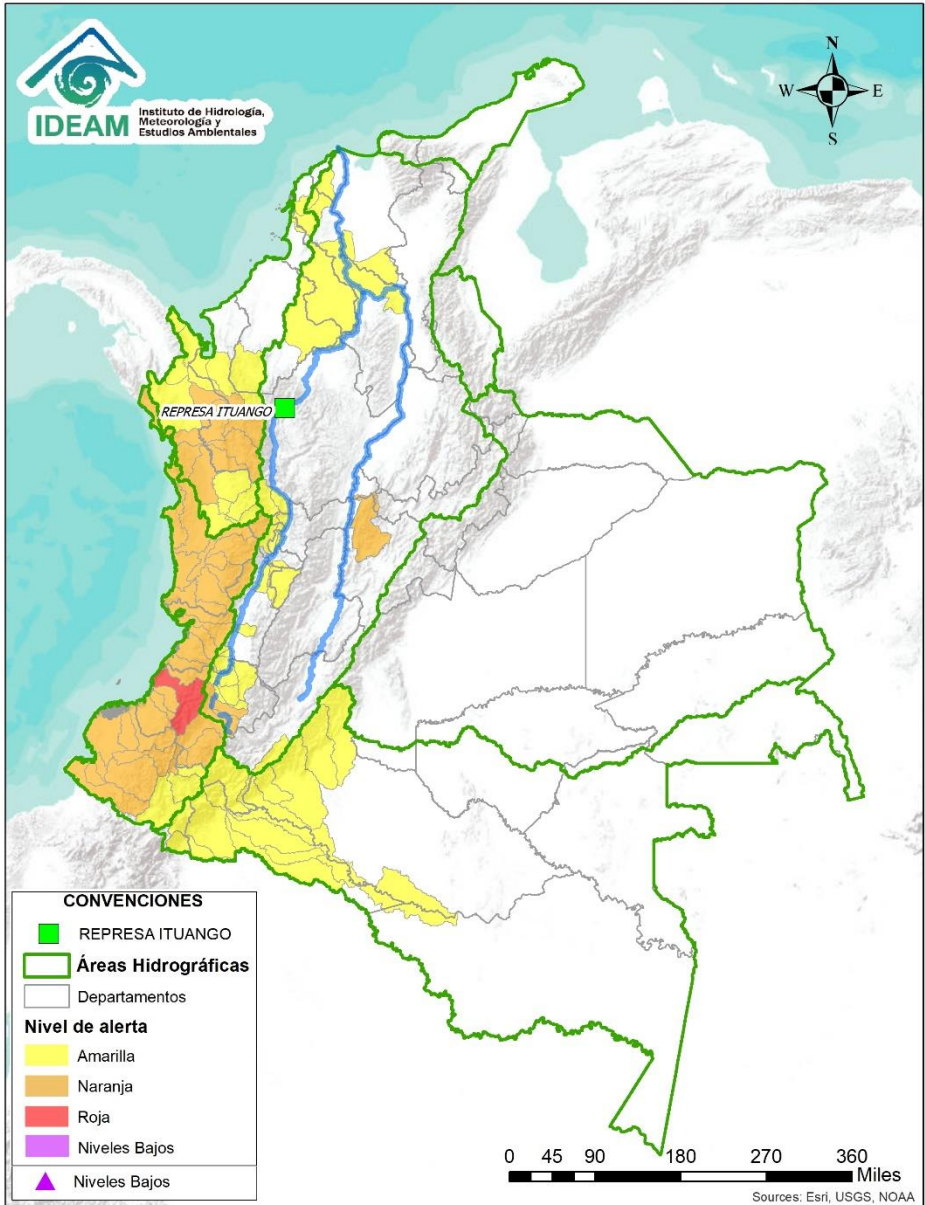 IDEAM
Instituto de Hidrología,
Meteorología y
Estudios Ambientales
N
W
E
S
REPRESA ITUANGO
CONVENCIONES
REPRESA ITUANGO
Áreas Hidrográficas
Departamentos
Nivel de alerta
Amarilla
Naranja
Roja
Niveles Bajos
Niveles Bajos
0 45 90 180 270 360
Miles
Sources: Esri, USGS, NOAA